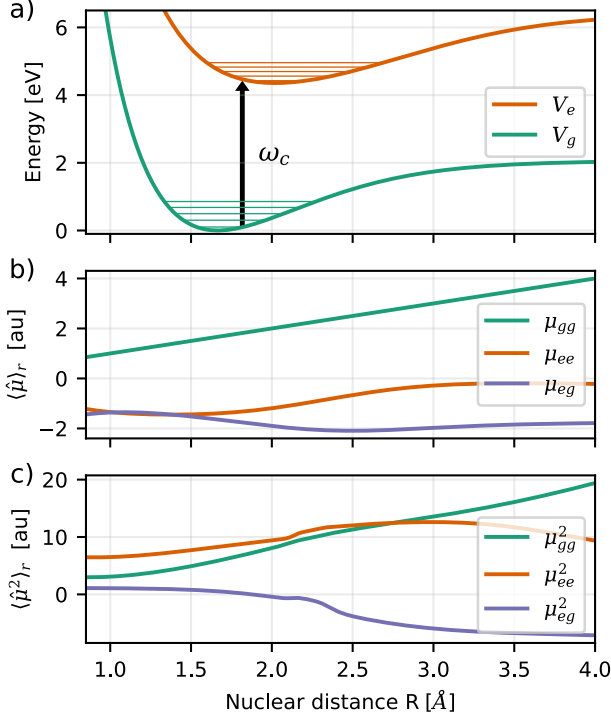 a)
6
4
2
0
Energy [eV]
ω_c
V_e
V_g
b)
4
2
0
−2
⟨μ̂⟩_r [au]
μ_gg
μ_ee
μ_eg
c)
20
10
0
⟨μ̂²⟩_r [au]
μ²_gg
μ²_ee
μ²_eg
1.0 1.5 2.0 2.5 3.0 3.5 4.0
Nuclear distance R [Å]